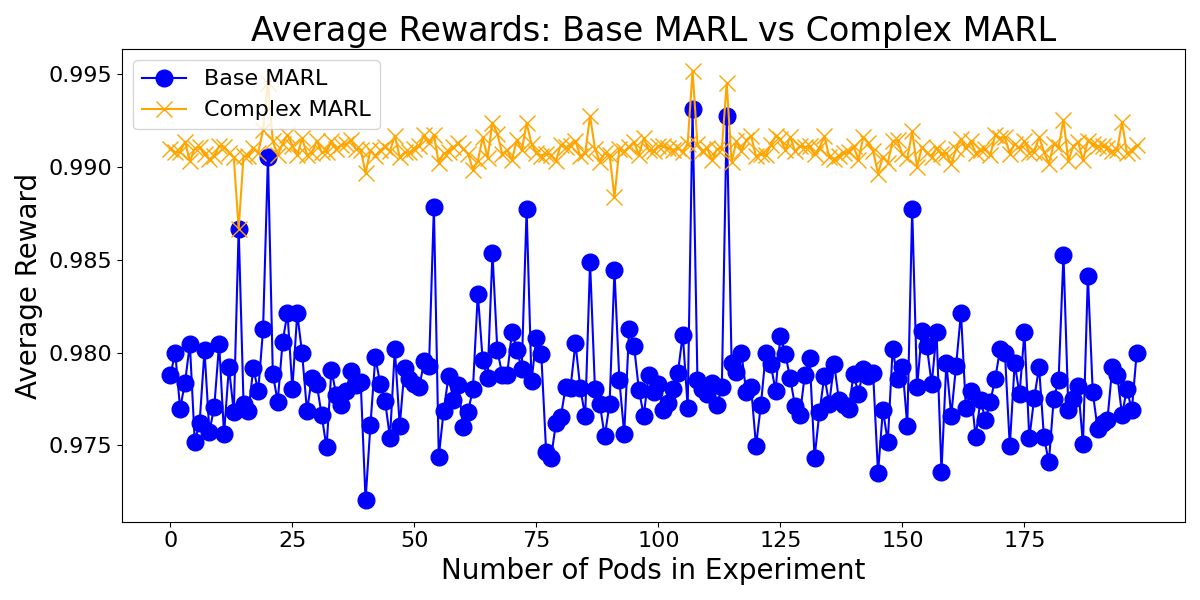 Average Rewards: Base MARL vs Complex MARL
Base MARL
Complex MARL
Average Reward
0.995
0.990
0.985
0.980
0.975
0 25 50 75 100 125 150 175
Number of Pods in Experiment